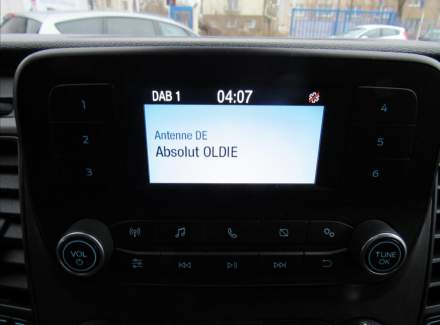 DAB 1 04:07
Antenne DE
Absolut OLDIE
1
2
3
4
5
6
VOL
TUNE
OK